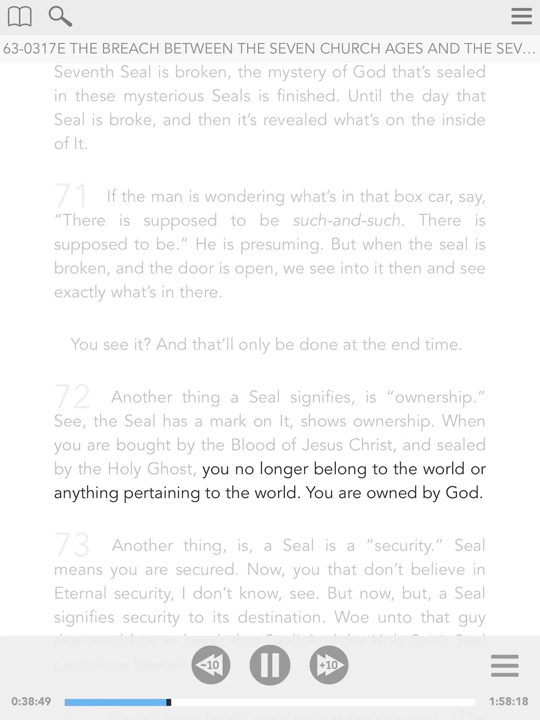 63-0317E THE BREACH BETWEEN THE SEVEN CHURCH AGES AND THE SEV...
Seventh Seal is broken, the mystery of God that's sealed
in these mysterious Seals is finished. Until the day that
Seal is broke, and then it's revealed what's on the inside
of It.
71 If the man is wondering what's in that box car, say,
"There is supposed to be such-and-such. There is
supposed to be." He is presuming. But when the seal is
broken, and the door is open, we see into it then and see
exactly what's in there.
You see it? And that'll only be done at the end time.
72 Another thing a Seal signifies, is "ownership."
See, the Seal has a mark on It, shows ownership. When
you are bought by the Blood of Jesus Christ, and sealed
by the Holy Ghost, you no longer belong to the world or
anything pertaining to the world. You are owned by God.
73 Another thing, is, a Seal is a "security." Seal
means you are secured. Now, you that don't believe in
Eternal security, I don't know, see. But now, but, a Seal
signifies security to its destination. Woe unto that guy
-10
+10
0:38:49
1:58:18